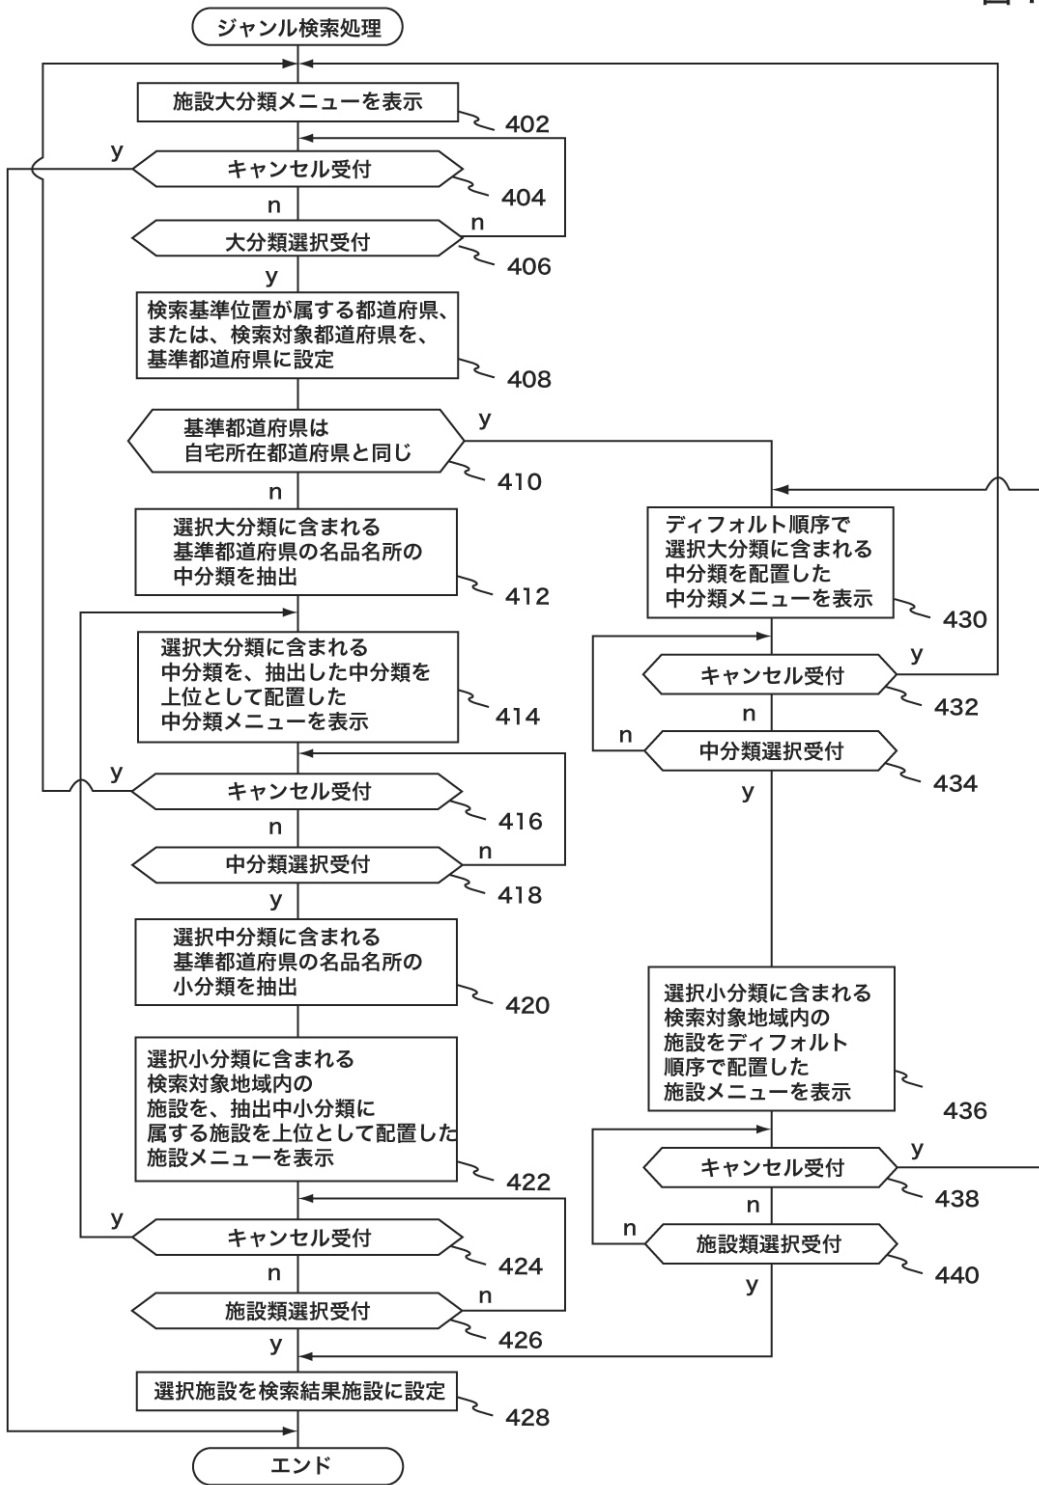 ジャンル検索処理
施設大分類メニューを表示
402
y
キャンセル受付
404
n
n
大分類選択受付
406
y
検索基準位置が属する都道府県、
または、検索対象都道府県を、
基準都道府県に設定
408
基準都道府県は
自宅所在都道府県と同じ
y
410
n
選択大分類に含まれる
基準都道府県の名品名所の
中分類を抽出
412
選択大分類に含まれる
中分類を、抽出した中分類を
上位として配置した
中分類メニューを表示
414
y
キャンセル受付
416
n
中分類選択受付
n
418
y
選択中分類に含まれる
基準都道府県の名品名所の
小分類を抽出
420
選択小分類に含まれる
検索対象地域内の
施設を、抽出中小分類に
属する施設を上位として配置した
施設メニューを表示
422
y
キャンセル受付
424
n
施設類選択受付
n
426
y
選択施設を検索結果施設に設定
428
エンド
ディフォルト順序で
選択大分類に含まれる
中分類を配置した
中分類メニューを表示
430
キャンセル受付
y
432
n
n
中分類選択受付
434
y
選択小分類に含まれる
検索対象地域内の
施設をディフォルト
順序で配置した
施設メニューを表示
436
キャンセル受付
y
438
n
n
施設類選択受付
440
y